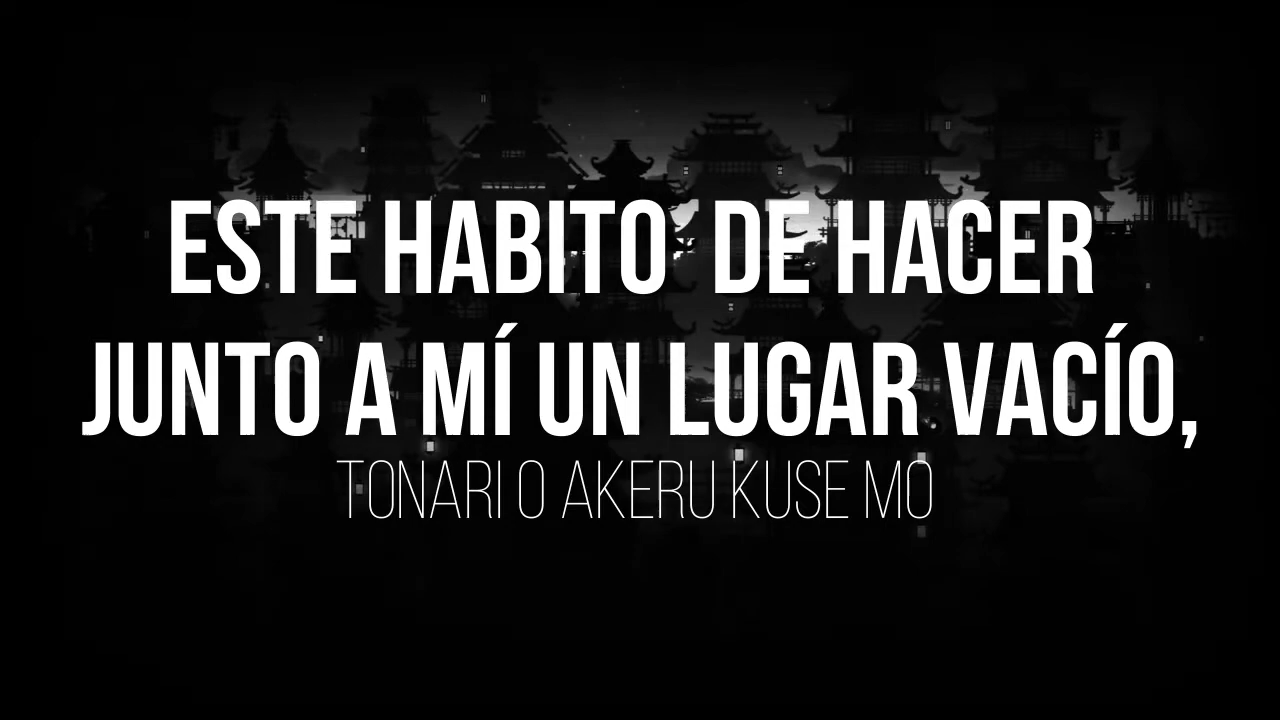 ESTE HABITO DE HACER
JUNTO A MÍ UN LUGAR VACÍO,
TONARI O AKERU KUSE MO